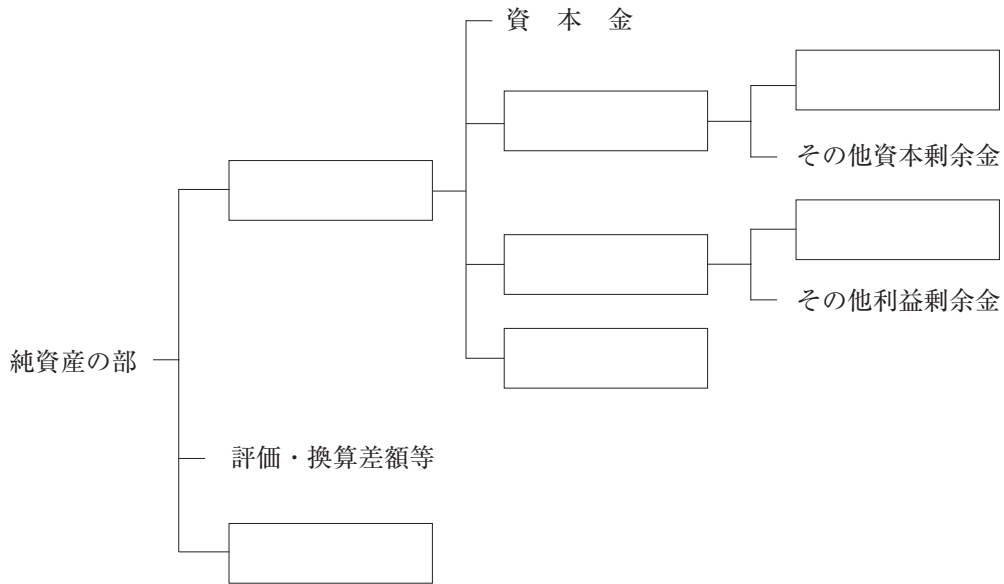 資 本 金
その他資本剰余金
その他利益剰余金
純資産の部
評価・換算差額等